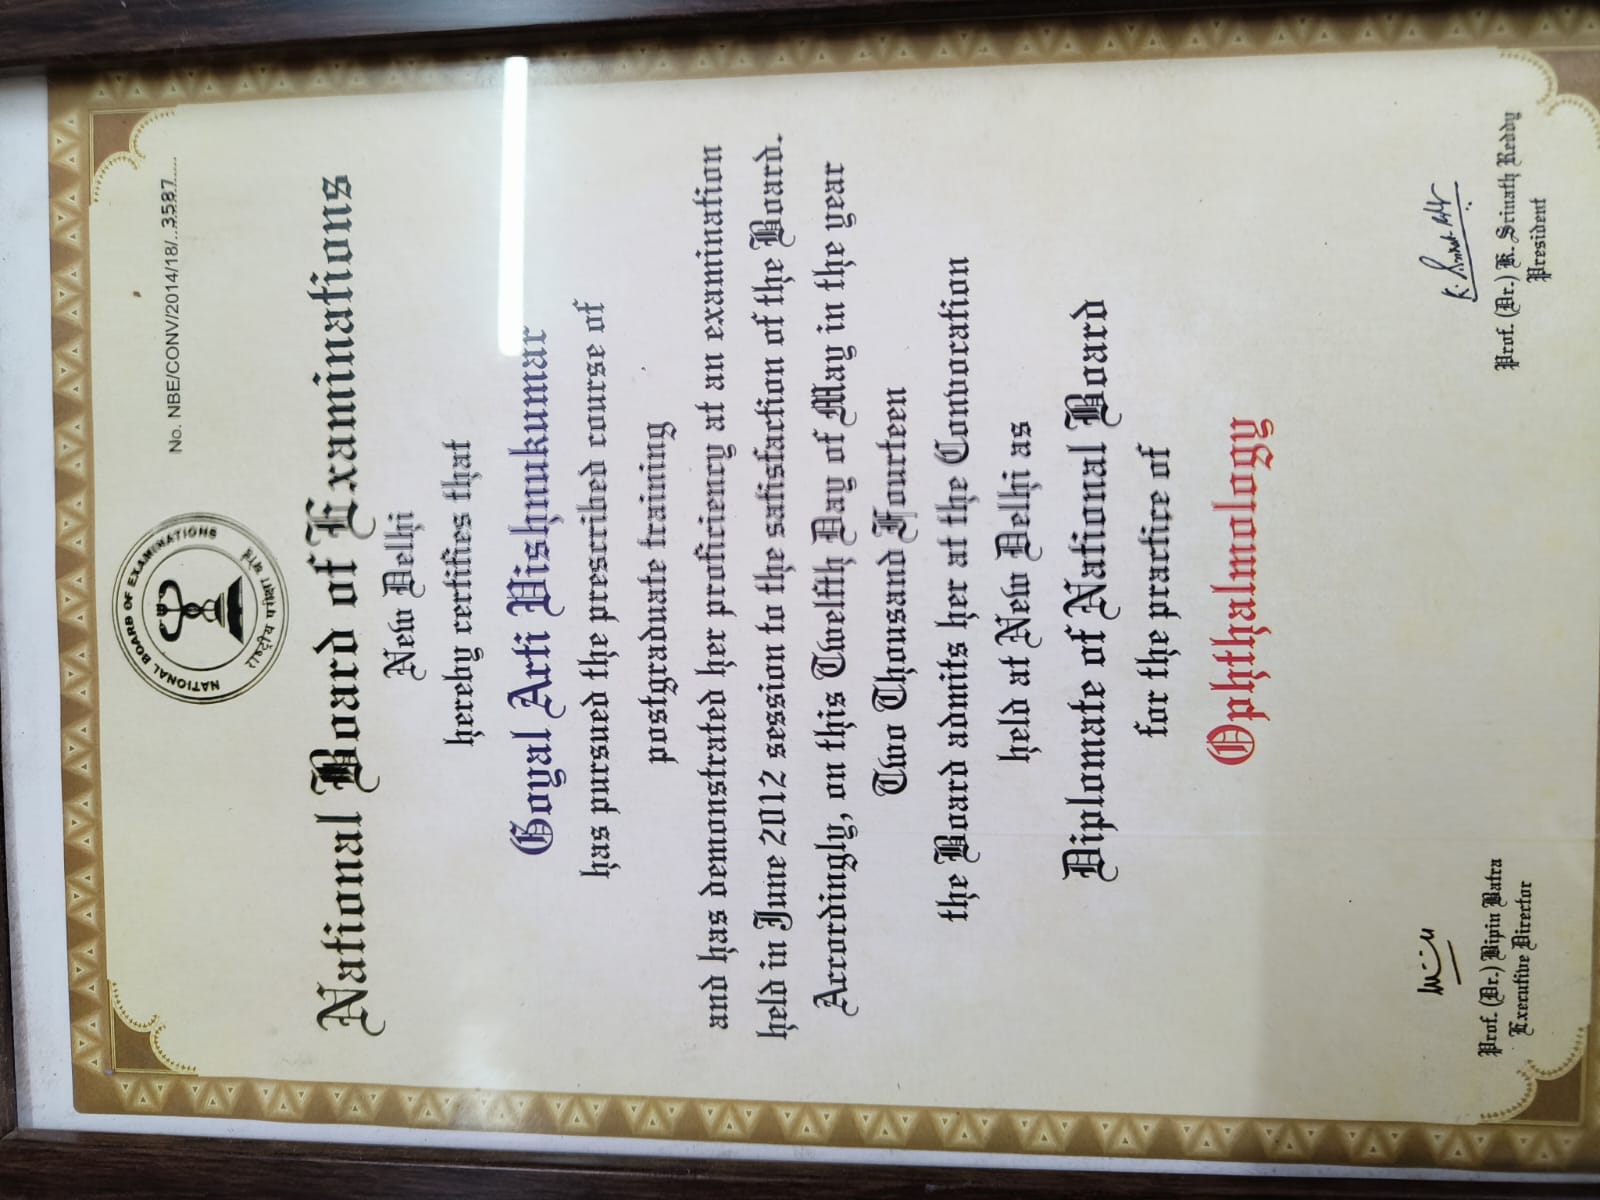 No. NBE/CONV/2014/18/...3587......
NATIONAL BOARD OF EXAMINATIONS
राष्ट्रीय परीक्षा बोर्ड
National Board of Examinations
New Delhi
hereby certifies that
Goyal Arti Vishnukumar
has pursued the prescribed course of
postgraduate training
and has demonstrated her proficiency at an examination
held in June 2012 session to the satisfaction of the Board.
Accordingly, on this Twelfth Day of May in the year
Two Thousand Fourteen
the Board admits her at the Convocation
held at New Delhi as
Diplomate of National Board
for the practice of
Ophthalmology
Prof. (Dr.) Bipin Batra
Executive Director
K. Srinath Reddy
Prof. (Dr.) K. Srinath Reddy
President